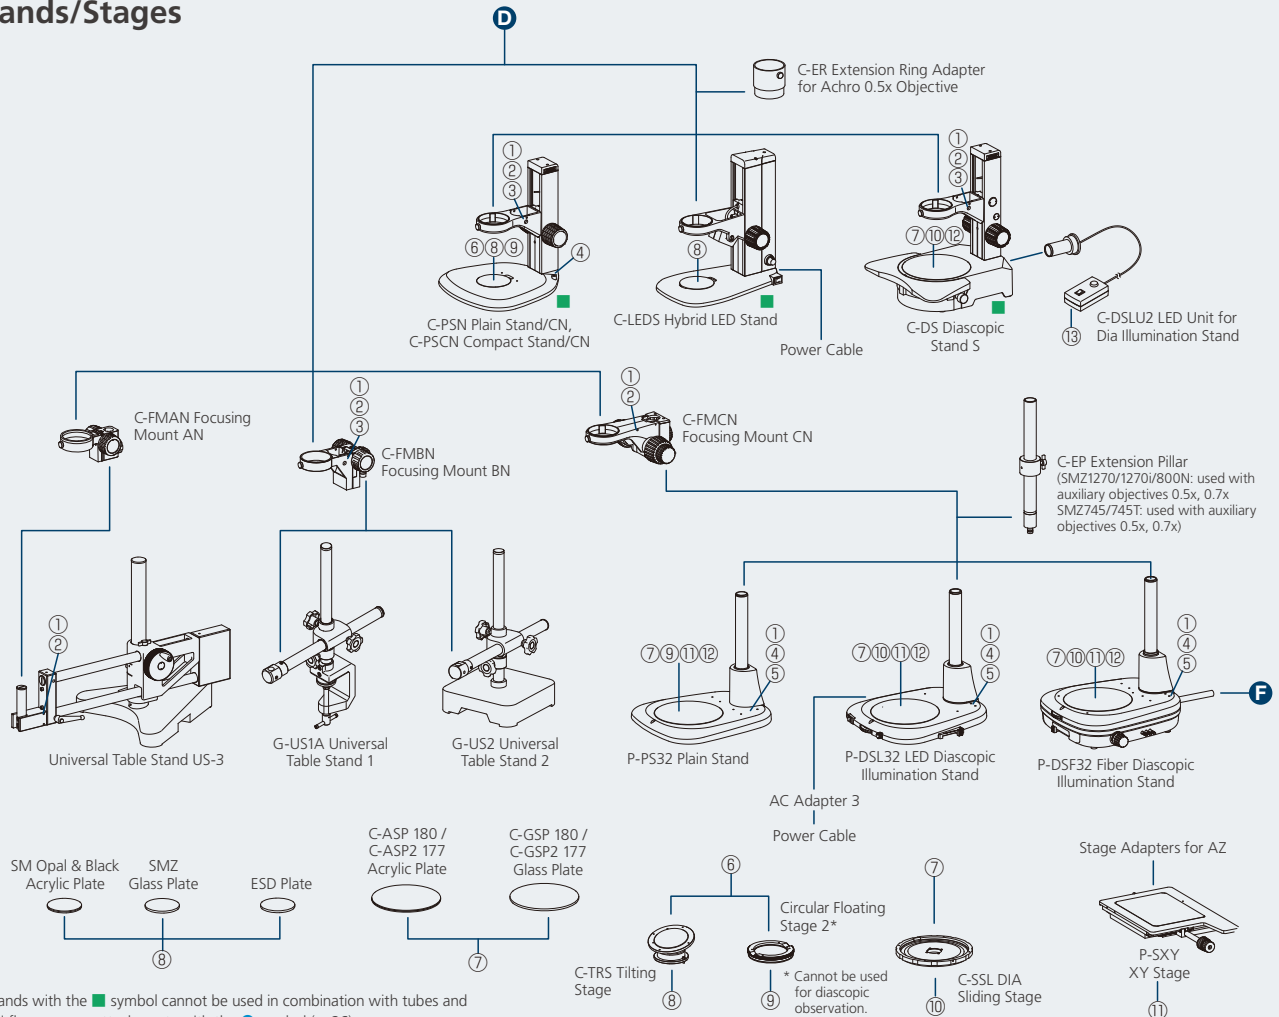 ands/Stages
D
C-ER Extension Ring Adapter
for Achro 0.5x Objective
①
②
③
①
②
③
⑥⑧⑨
④
⑧
⑦⑩⑫
C-PSN Plain Stand/CN,
C-PSCN Compact Stand/CN
C-LEDS Hybrid LED Stand
Power Cable
C-DS Diascopic
Stand S
⑬
C-DSLU2 LED Unit for
Dia Illumination Stand
C-FMAN Focusing
Mount AN
①
②
③
C-FMBN
Focusing Mount BN
①
②
C-FMCN
Focusing Mount CN
C-EP Extension Pillar
(SMZ1270/1270i/800N: used with
auxiliary objectives 0.5x, 0.7x
SMZ745/745T: used with auxiliary
objectives 0.5x, 0.7x)
①
②
Universal Table Stand US-3
G-US1A Universal
Table Stand 1
G-US2 Universal
Table Stand 2
⑦⑨⑪⑫
①
④
⑤
P-PS32 Plain Stand
⑦⑩⑪⑫
①
④
⑤
P-DSL32 LED Diascopic
Illumination Stand
AC Adapter 3
Power Cable
⑦⑩⑪⑫
①
④
⑤
F
P-DSF32 Fiber Diascopic
Illumination Stand
SM Opal & Black
Acrylic Plate
SMZ
Glass Plate
ESD Plate
⑧
C-ASP 180 /
C-ASP2 177
Acrylic Plate
C-GSP 180 /
C-GSP2 177
Glass Plate
⑦
⑥
C-TRS Tilting
Stage
⑧
Circular Floating
Stage 2*
⑨
* Cannot be used
for diascopic
observation.
⑦
C-SSL DIA
Sliding Stage
⑩
Stage Adapters for AZ
P-SXY
XY Stage
⑪
ands with the ■ symbol cannot be used in combination with tubes and